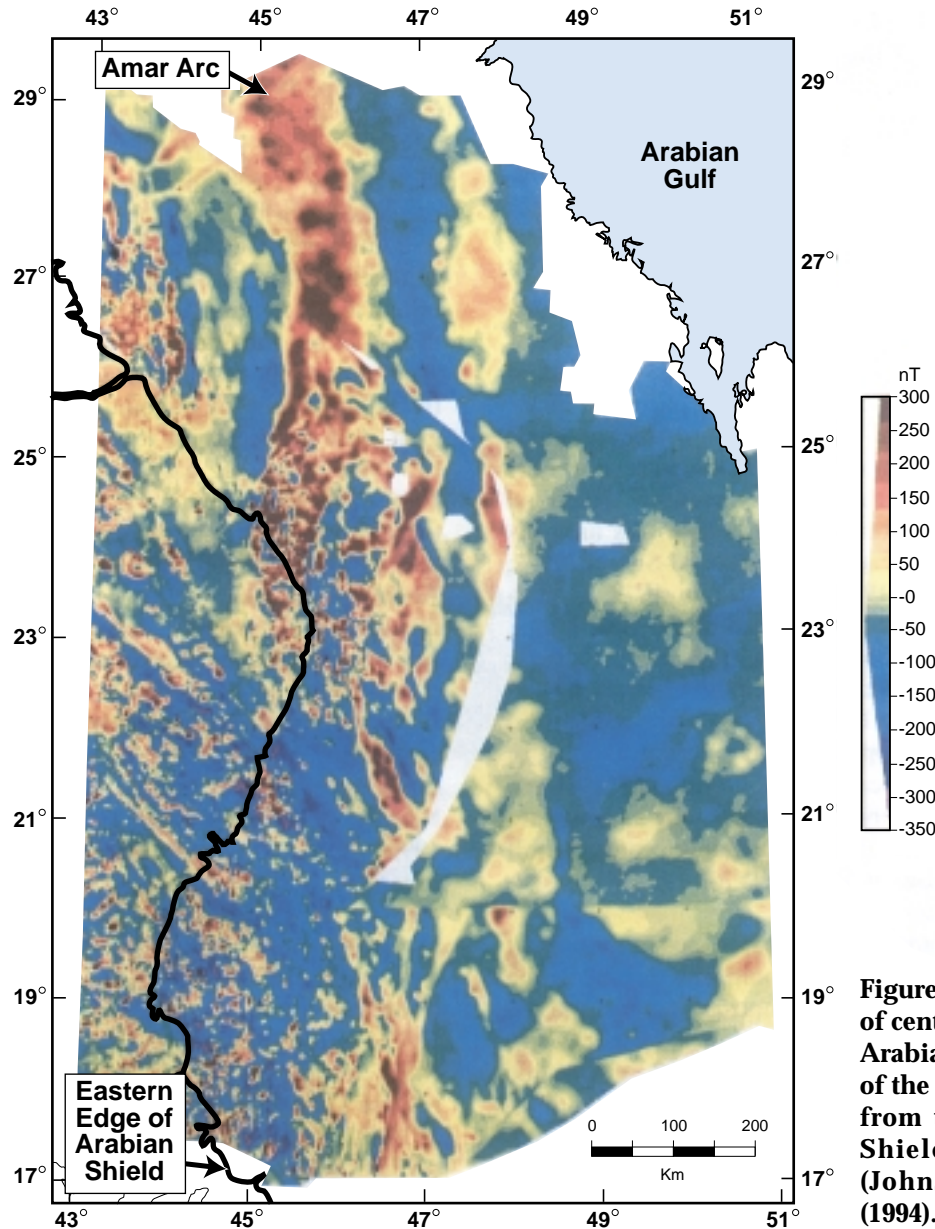 43° 45° 47° 49° 51°
Amar Arc
29° 29°
Arabian
Gulf
27° 27°
nT
300
250
200
150
100
50
-0
-50
-100
-150
-200
-250
-300
-350
25° 25°
23° 23°
21° 21°
19° 19°
Eastern
Edge of
Arabian
Shield
0 100 200
Km
17° 17°
43° 45° 47° 49° 51°
Figure
of cent
Arabia
of the
from
Shield
(John
(1994).